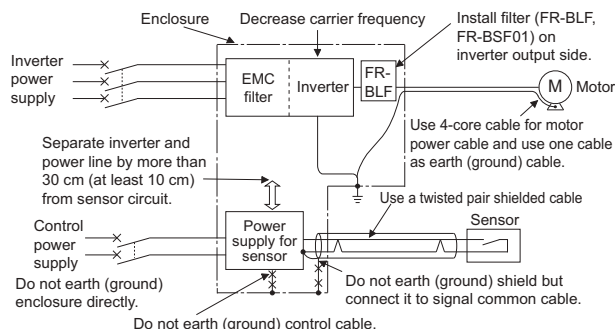 Enclosure
Decrease carrier frequency
Install filter (FR-BLF,
FR-BSF01) on
inverter output side.
Inverter
power
supply
EMC
filter
Inverter
FR-
BLF
M
Motor
Use 4-core cable for motor
power cable and use one cable
as earth (ground) cable.
Separate inverter and
power line by more than
30 cm (at least 10 cm)
from sensor circuit.
Use a twisted pair shielded cable
Control
power
supply
Power
supply for
sensor
Sensor
Do not earth (ground)
enclosure directly.
Do not earth (ground) shield but
connect it to signal common cable.
Do not earth (ground) control cable.